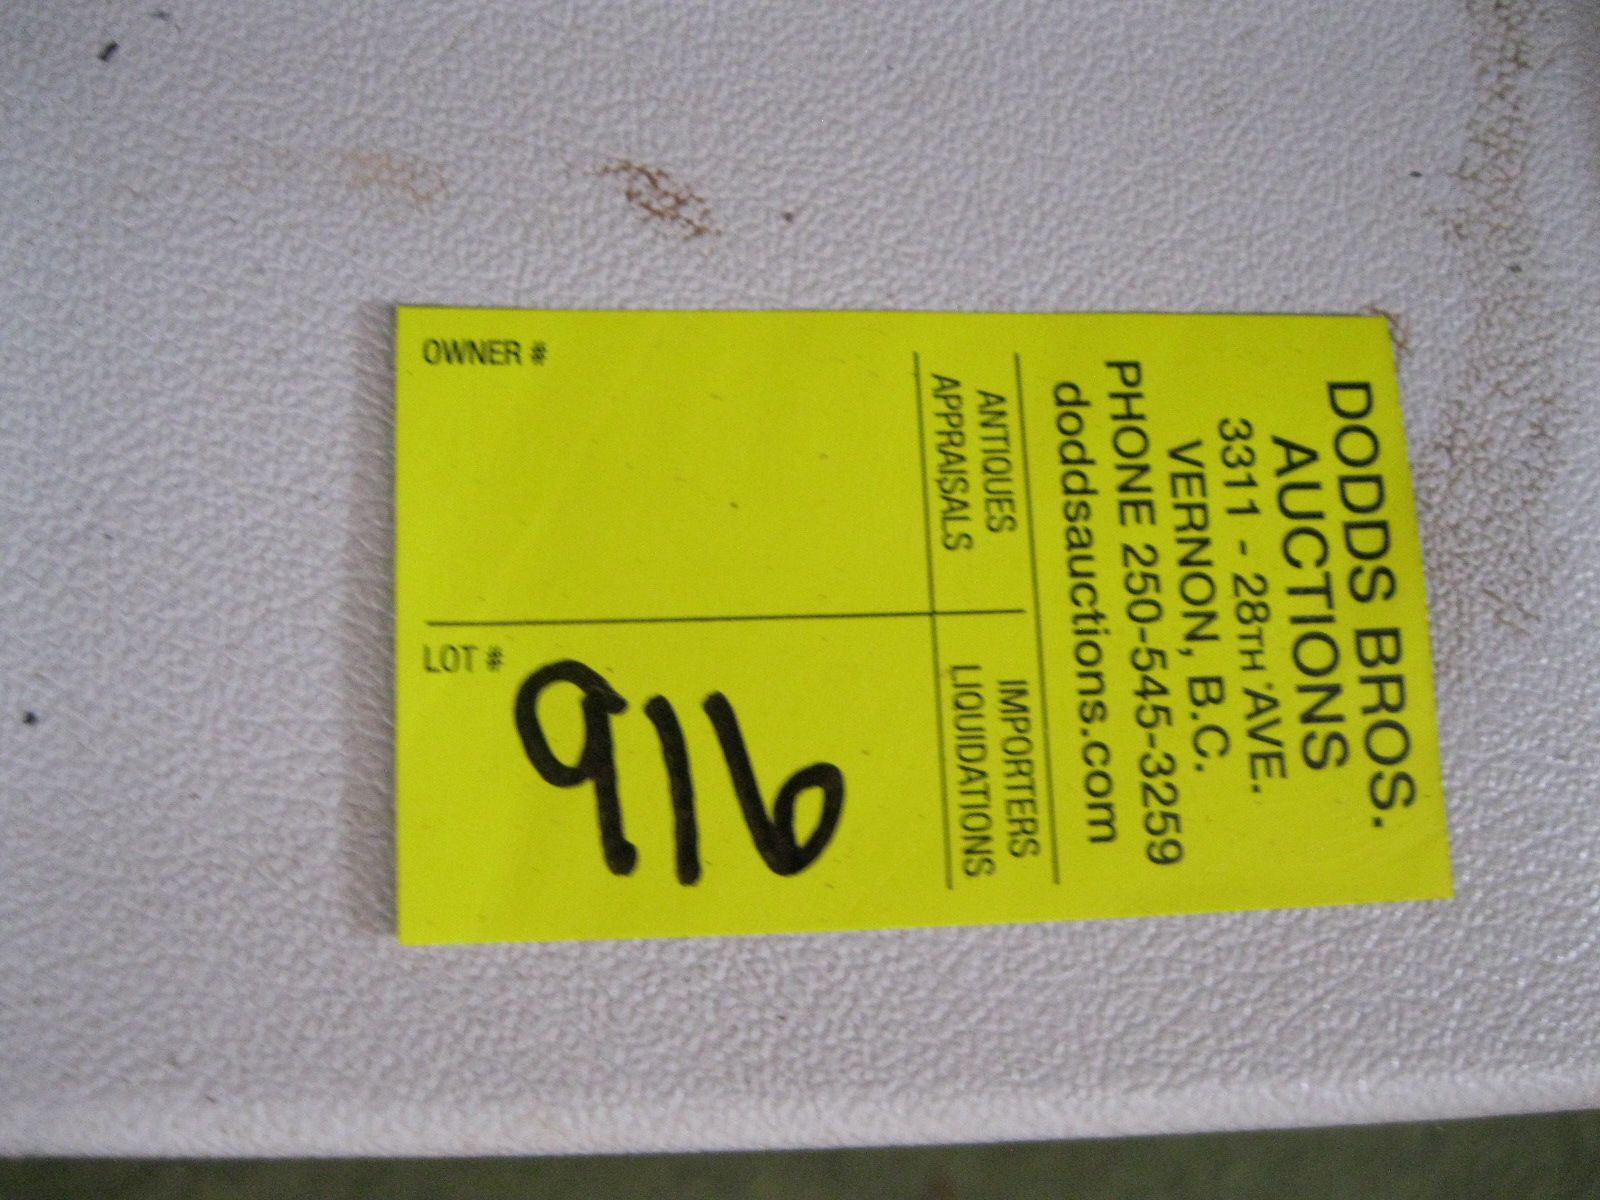 DODDS BROS.
AUCTIONS
3311 - 28TH AVE.
VERNON, B.C.
PHONE 250-545-3259
doddsauctions.com
ANTIQUES
APPRAISALS
IMPORTERS
LIQUIDATIONS
OWNER #
LOT #
916